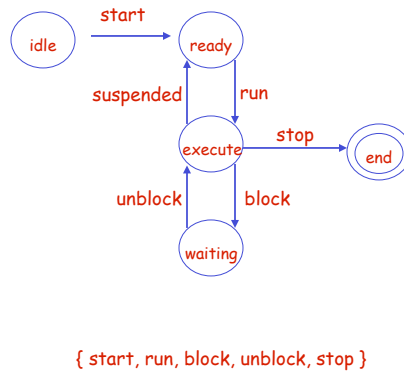 start
idle
ready
suspended
run
execute
stop
end
unblock
block
waiting
{ start, run, block, unblock, stop }